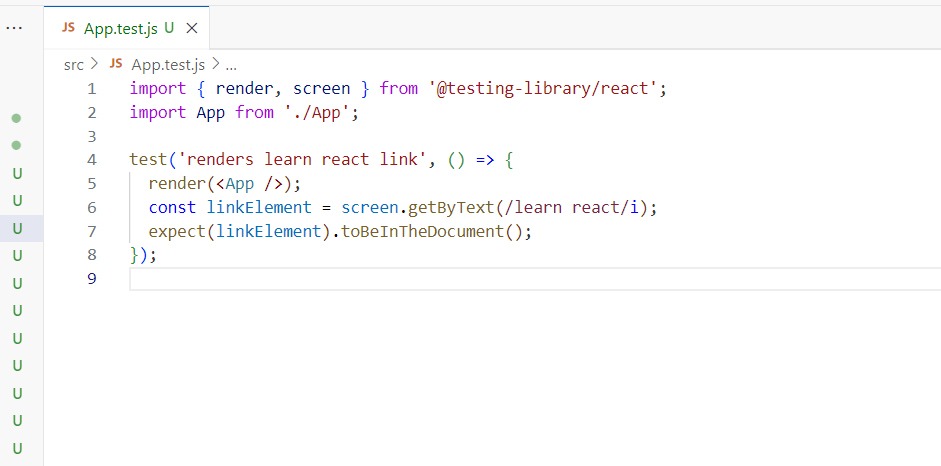 ...
JS App.test.js U ×
src > JS App.test.js > ...
1 import { render, screen } from '@testing-library/react';
2 import App from './App';
3
4 test('renders learn react link', () => {
5   render(<App />);
6   const linkElement = screen.getByText(/learn react/i);
7   expect(linkElement).toBeInTheDocument();
8 });
9
U
U
U
U
U
U
U
U
U
U
U